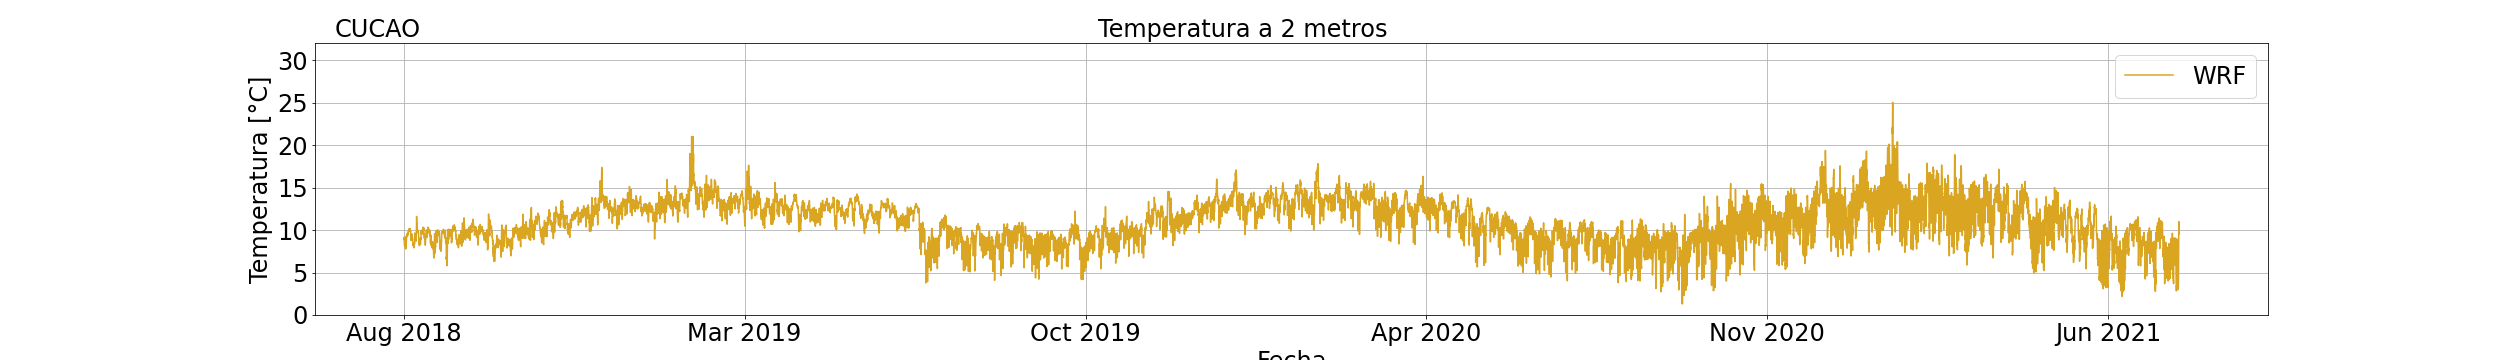 CUCAO
Temperatura a 2 metros
WRF
Temperatura [°C]
30
25
20
15
10
5
0
Aug 2018
Mar 2019
Oct 2019
Apr 2020
Nov 2020
Jun 2021
Fecha